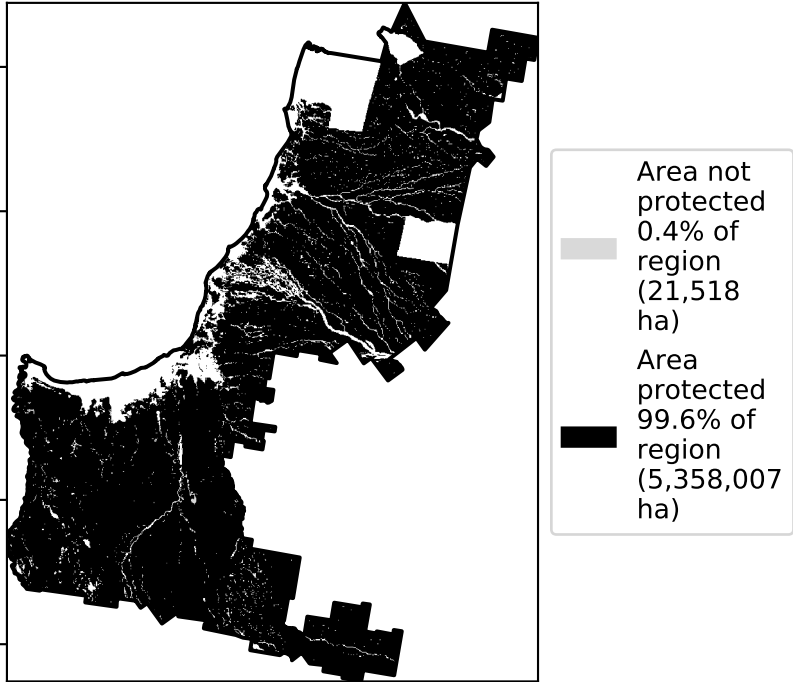 Area not
protected
0.4% of
region
(21,518
ha)
Area
protected
99.6% of
region
(5,358,007
ha)